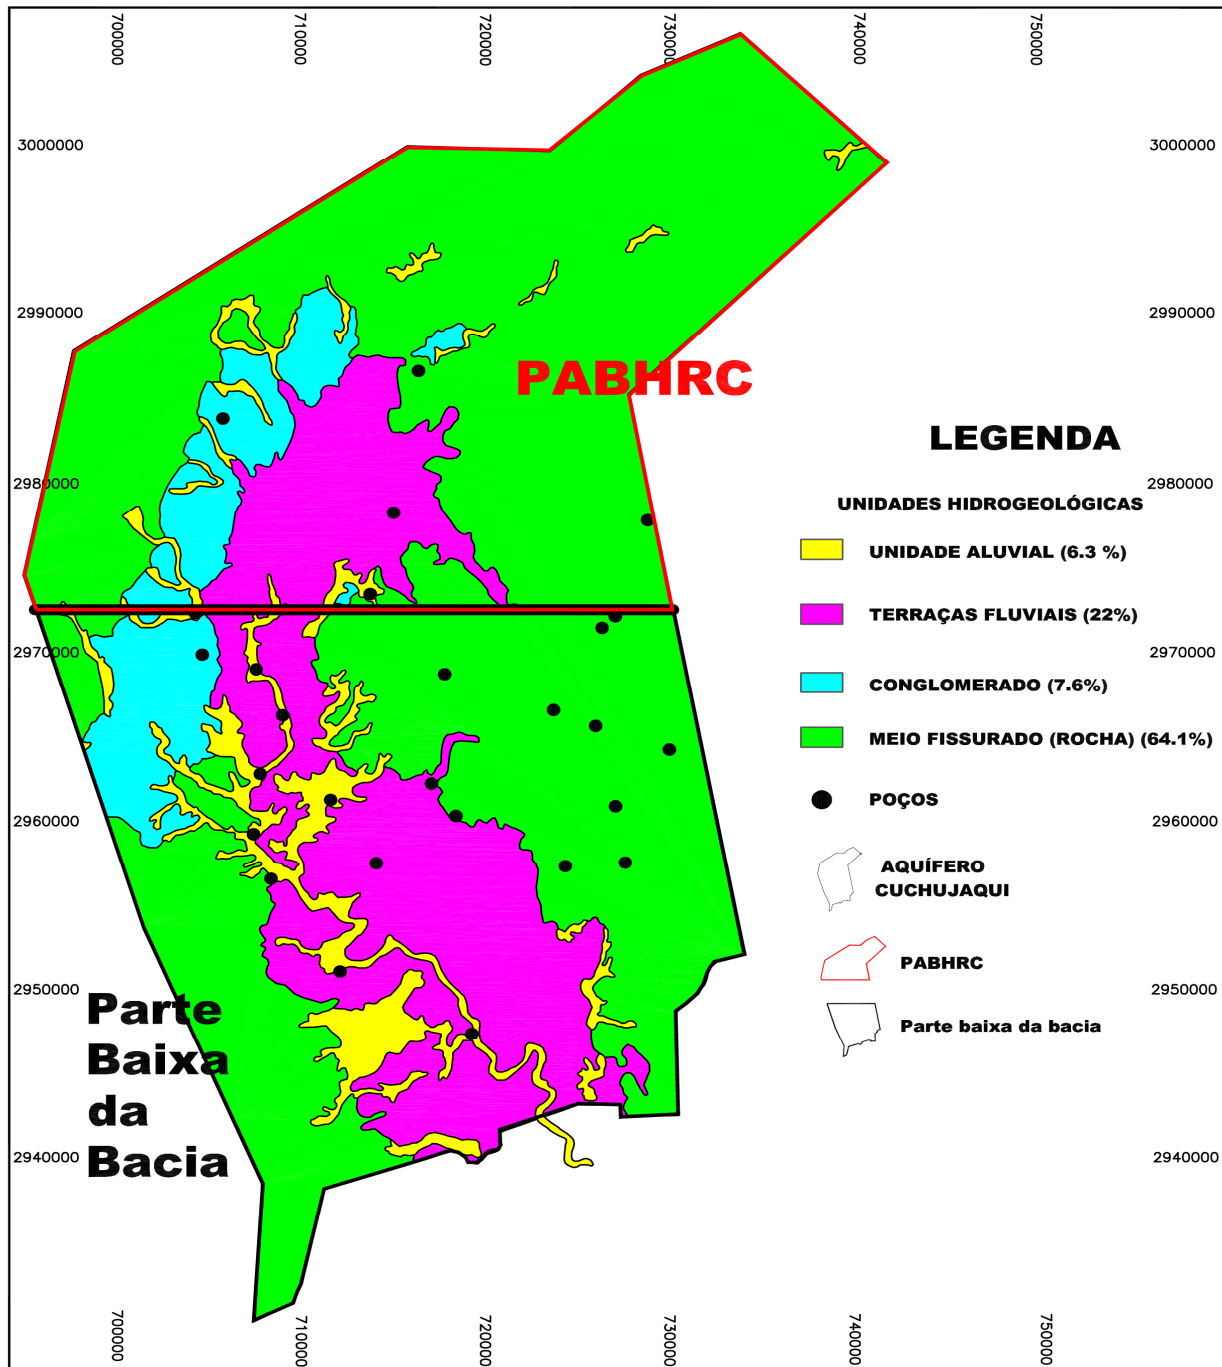 700000
710000
720000
730000
740000
750000
3000000
3000000
2990000
2990000
PABHRC
LEGENDA
2980000
2980000
UNIDADES HIDROGEOLÓGICAS
UNIDADE ALUVIAL (6.3 %)
TERRAÇAS FLUVIAIS (22%)
2970000
2970000
CONGLOMERADO (7.6%)
MEIO FISSURADO (ROCHA) (64.1%)
POÇOS
2960000
2960000
AQUÍFERO
CUCHUJAQUI
PABHRC
2950000
2950000
Parte baixa da bacia
Parte
Baixa
da
Bacia
2940000
2940000
700000
710000
720000
730000
740000
750000